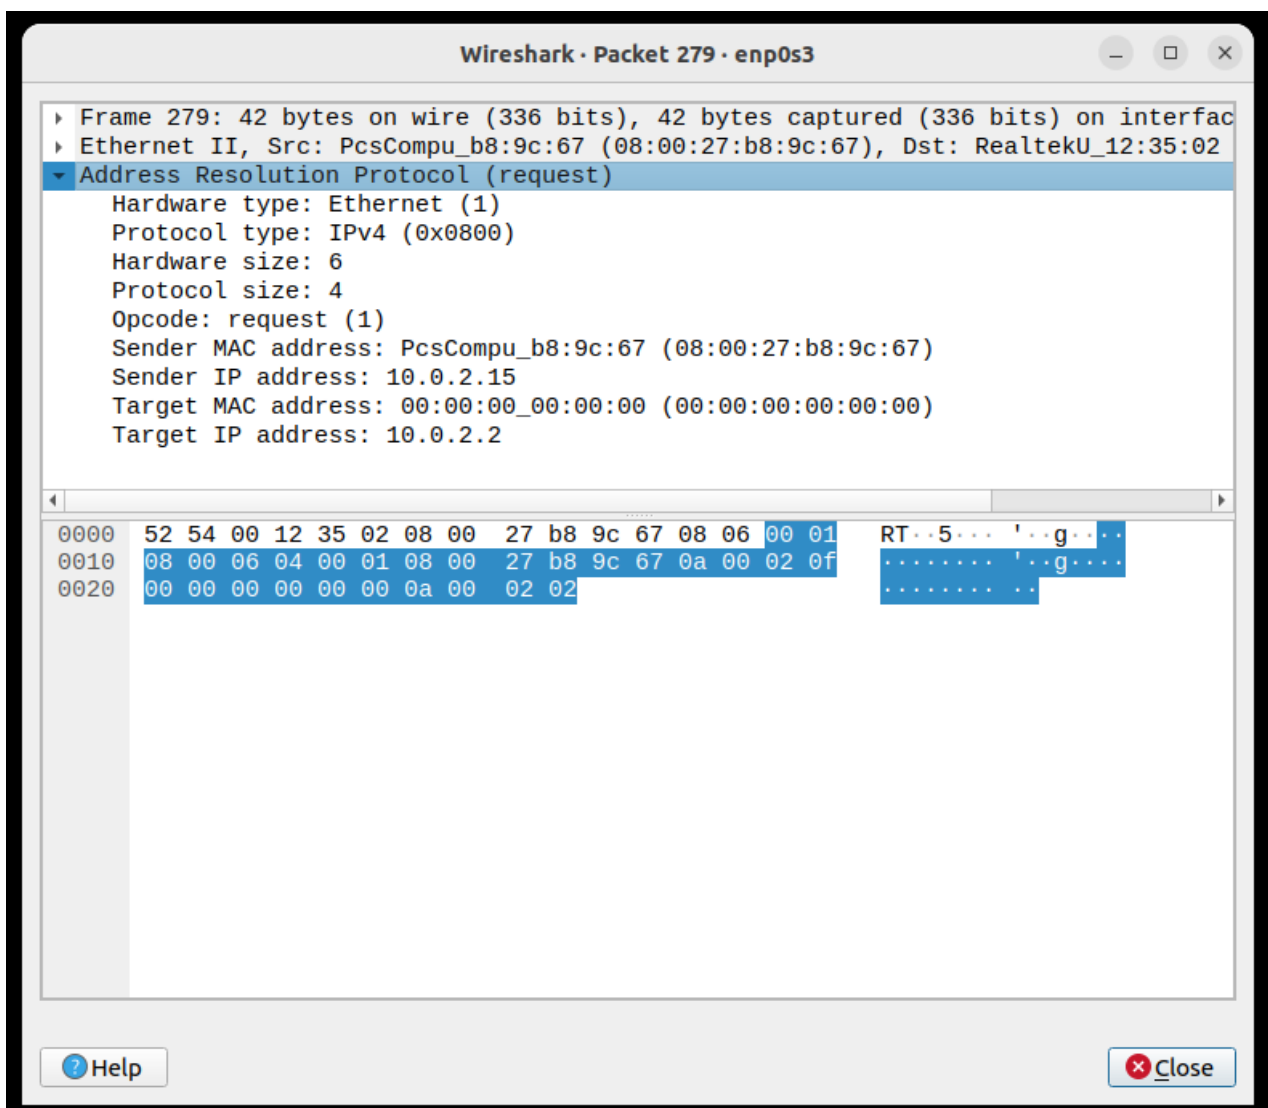 Wireshark · Packet 279 · enp0s3
Frame 279: 42 bytes on wire (336 bits), 42 bytes captured (336 bits) on interfac
Ethernet II, Src: PcsCompu_b8:9c:67 (08:00:27:b8:9c:67), Dst: RealtekU_12:35:02
Address Resolution Protocol (request)
Hardware type: Ethernet (1)
Protocol type: IPv4 (0x0800)
Hardware size: 6
Protocol size: 4
Opcode: request (1)
Sender MAC address: PcsCompu_b8:9c:67 (08:00:27:b8:9c:67)
Sender IP address: 10.0.2.15
Target MAC address: 00:00:00_00:00:00 (00:00:00:00:00:00)
Target IP address: 10.0.2.2
0000 52 54 00 12 35 02 08 00 27 b8 9c 67 08 06 00 01 RT··5··· '··g····
0010 08 00 06 04 00 01 08 00 27 b8 9c 67 0a 00 02 0f ········ '··g····
0020 00 00 00 00 00 00 0a 00 02 02 ········ ··
Help
Close